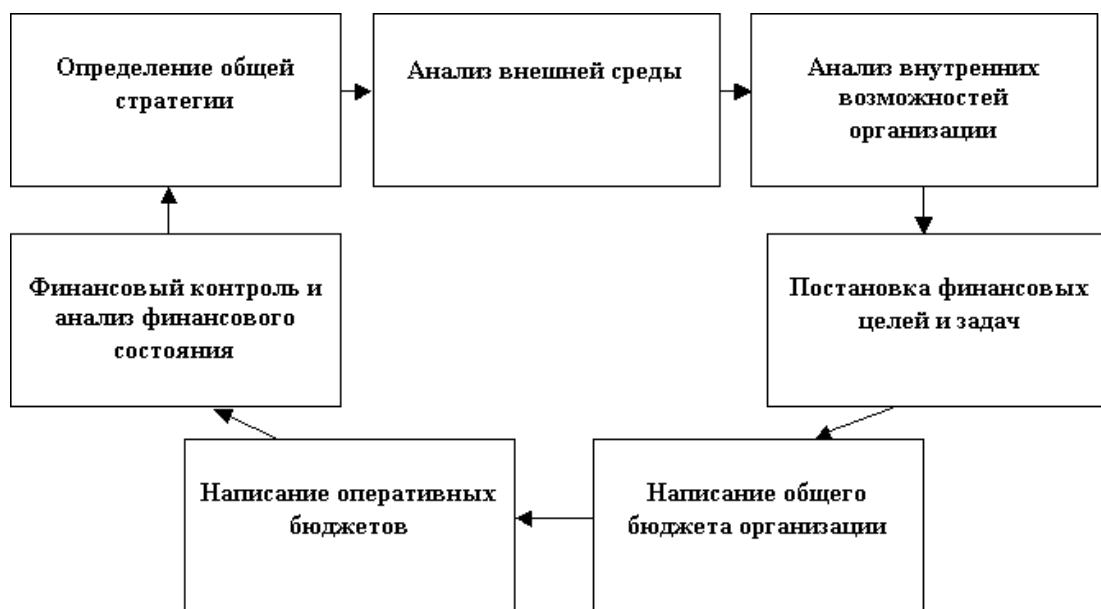 Определение общей
стратегии
Анализ внешней среды
Анализ внутренних
возможностей
организации
Финансовый контроль и
анализ финансового
состояния
Постановка финансовых
целей и задач
Написание оперативных
бюджетов
Написание общего
бюджета организации